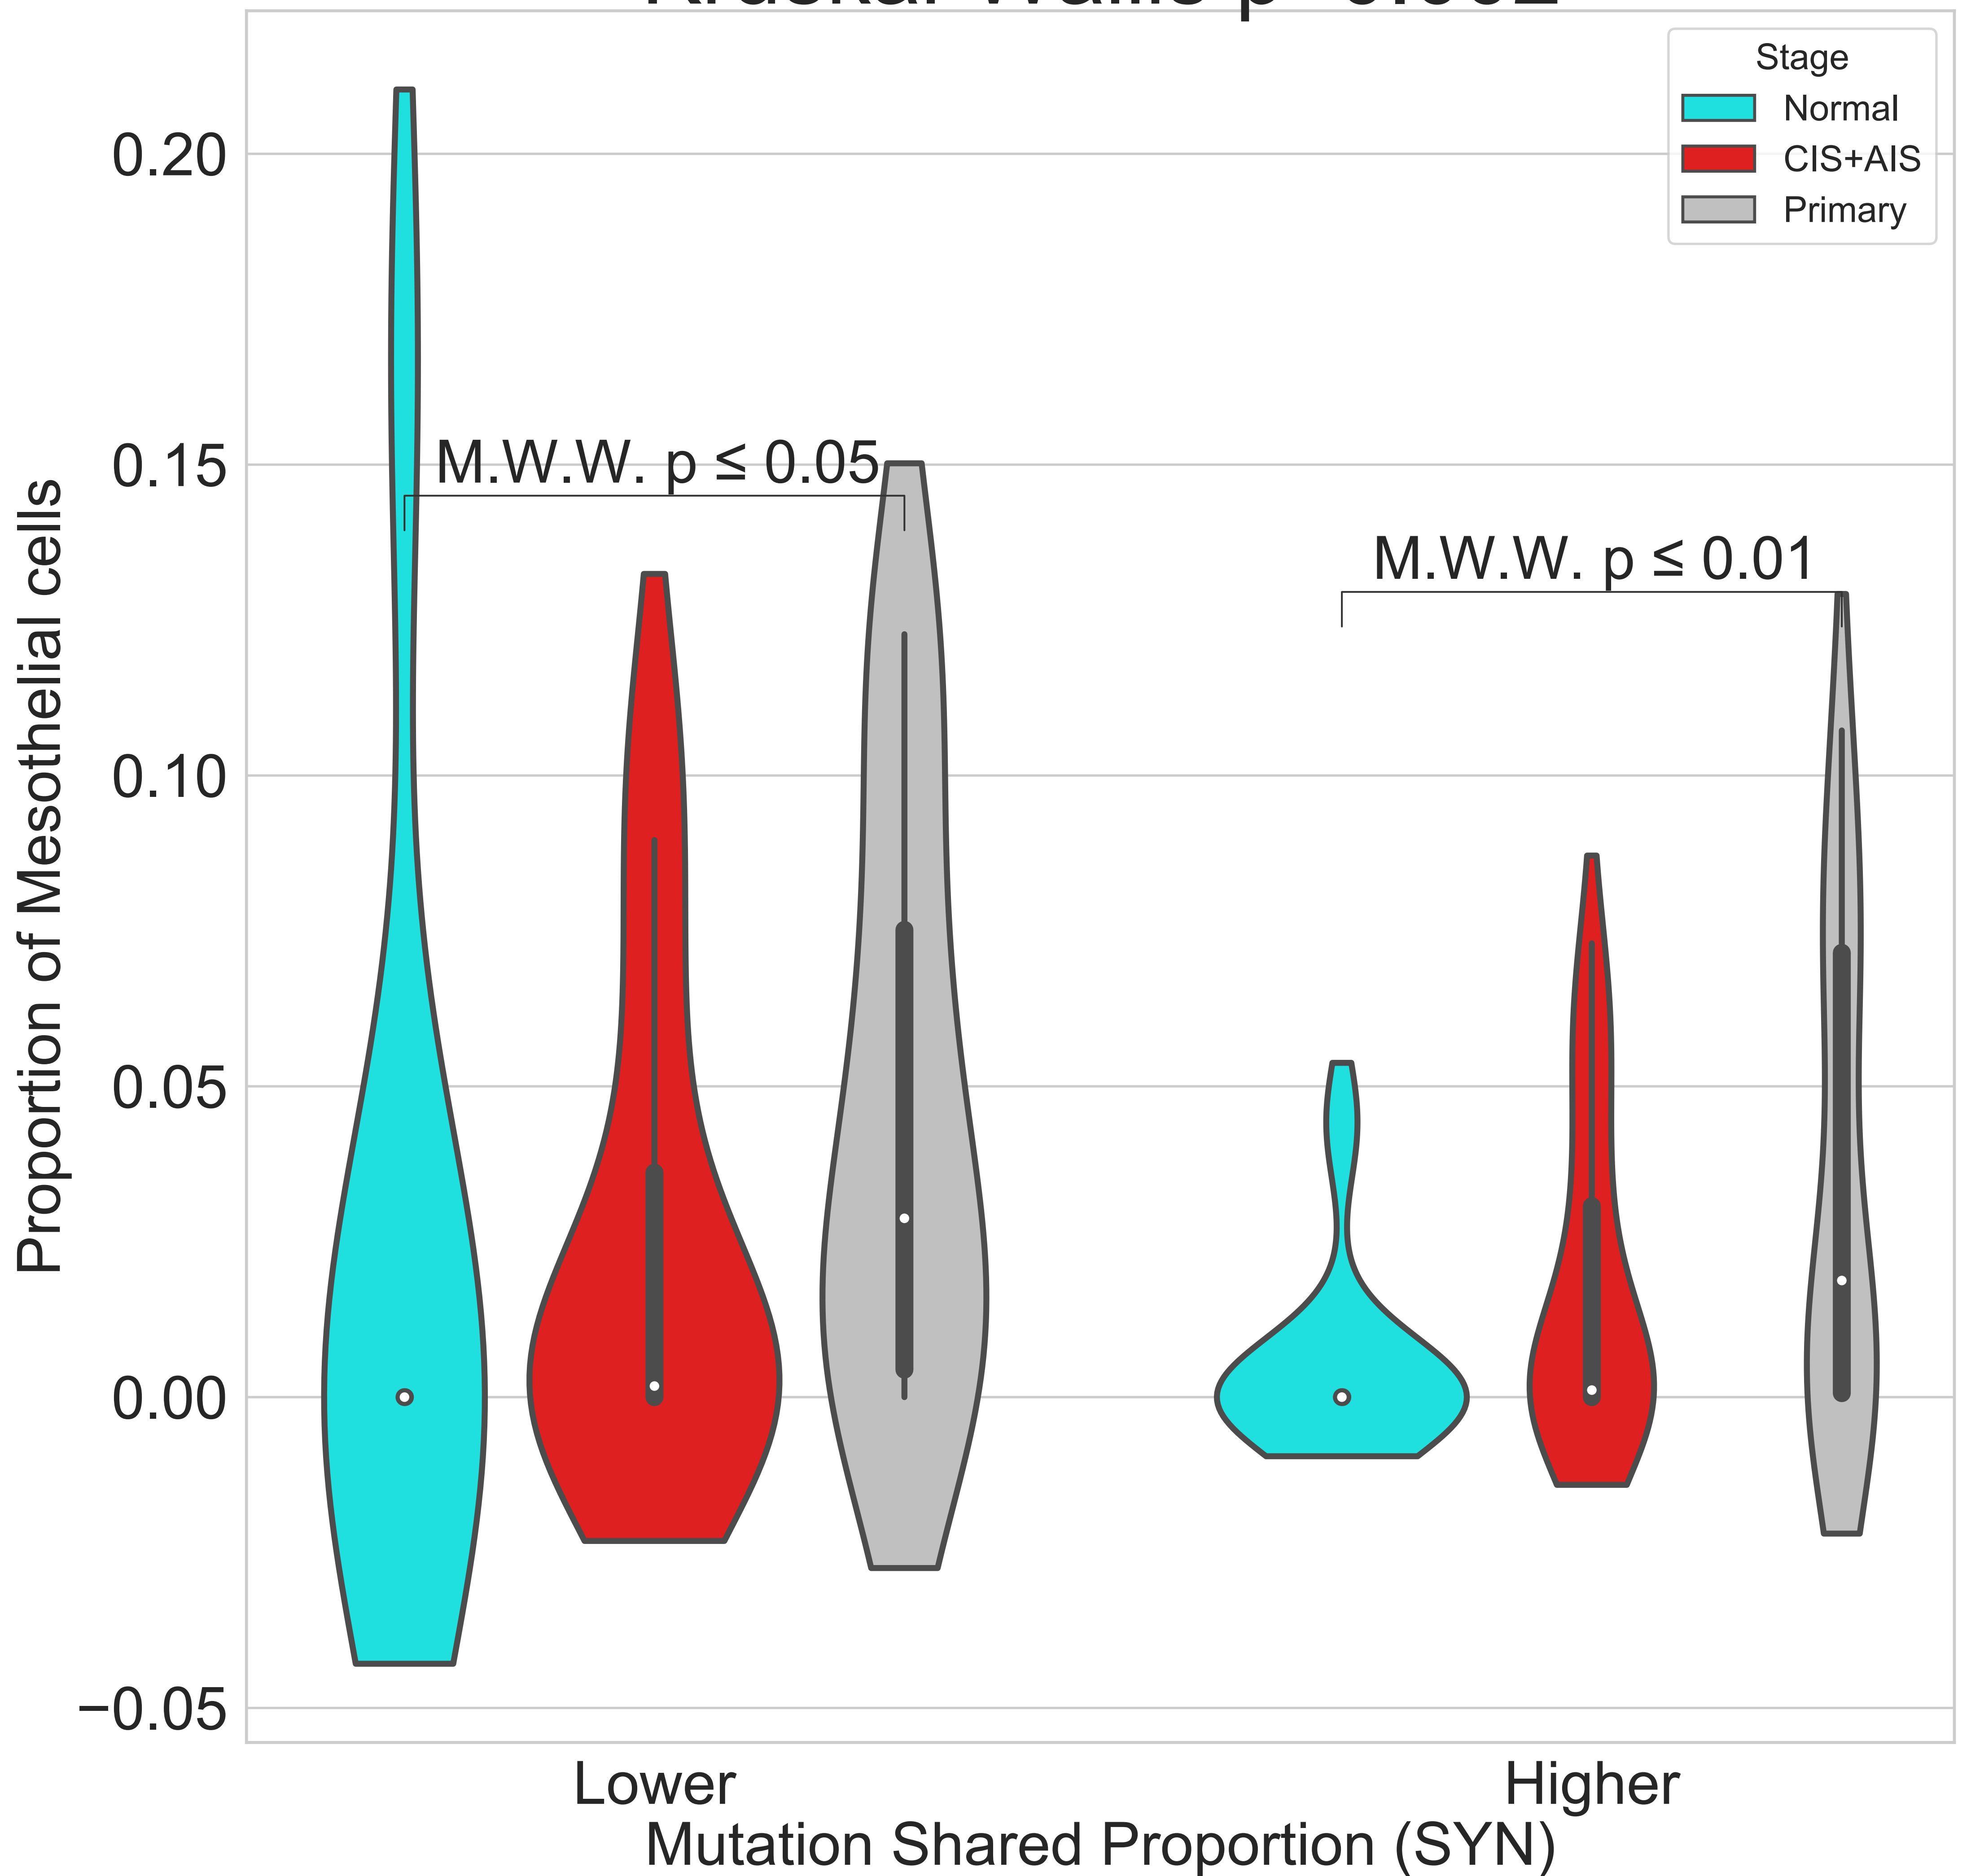 Stage
Normal
CIS+AIS
Primary
0.20
0.15
0.10
0.05
0.00
−0.05
Proportion of Mesothelial cells
M.W.W. p ≤ 0.05
M.W.W. p ≤ 0.01
Lower
Higher
Mutation Shared Proportion (SYN)